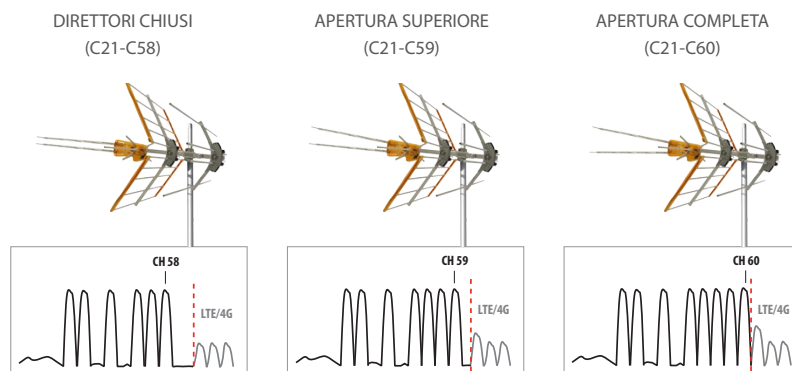 DIRETTORI CHIUSI
(C21-C58)
APERTURA SUPERIORE
(C21-C59)
APERTURA COMPLETA
(C21-C60)
CH 58
LTE/4G
CH 59
LTE/4G
CH 60
LTE/4G